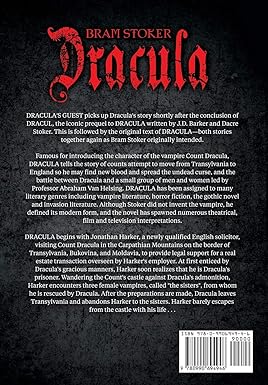 BRAM STOKER
Dracula
DRACULA'S GUEST picks up Dracula's story shortly after the conclusion of
DRACUL, the iconic prequel to DRACULA written by J.D. Barker and Dacre
Stoker. This is followed by the original text of DRACULA—both stories
together again as Bram Stoker originally intended.
Famous for introducing the character of the vampire Count Dracula,
DRACULA tells the story of counts attempt to move from Transylvania to
England so he may find new blood and spread the undead curse, and the
battle between Dracula and a small group of men and women led by
Professor Abraham Van Helsing. DRACULA has been assigned to many
literary genres including vampire literature, horror fiction, the gothic novel
and invasion literature. Although Stoker did not invent the vampire, he
defined its modern form, and the novel has spawned numerous theatrical,
film and television interpretations.
DRACULA begins with Jonathan Harker, a newly qualified English solicitor,
visiting Count Dracula in the Carpathian Mountains on the border of
Transylvania, Bukovina, and Moldavia, to provide legal support for a real
estate transaction overseen by Harker's employer. At first enticed by
Dracula's gracious manners, Harker soon realizes that he is Dracula's
prisoner. Wandering the Count's castle against Dracula's admonition,
Harker encounters three female vampires, called "the sisters", from whom
he is rescued by Dracula. After the preparations are made, Dracula leaves
Transylvania and abandons Harker to the sisters. Harker barely escapes
from the castle with his life . . .
90000
9 780990 694946